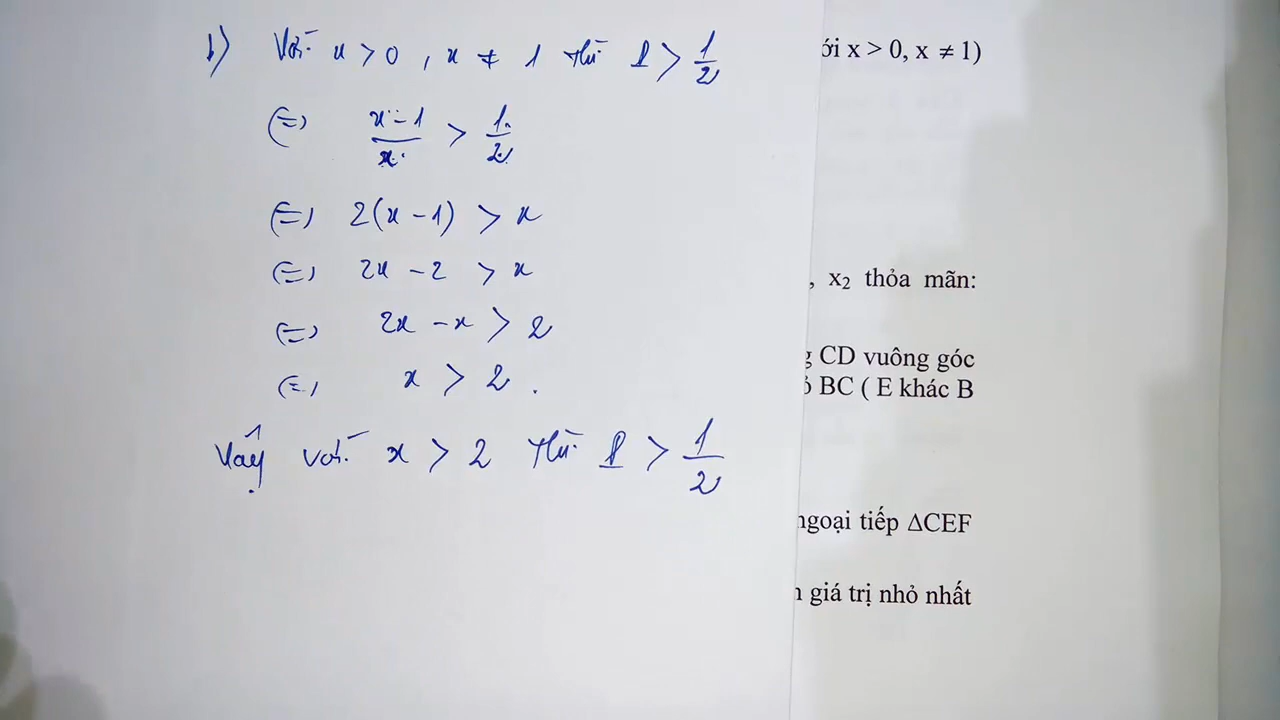 b) Với x > 0 , x ≠ 1 thì P > 1/2
(=) x - 1 / x > 1/2
(=) 2(x - 1) > x
(=) 2x - 2 > x
(=) 2x - x > 2
(=) x > 2 .
Vậy với x > 2 thì P > 1/2
ới x > 0, x ≠ 1)
, x₂ thỏa mãn:
g CD vuông góc
ỏ BC ( E khác B
ngoại tiếp ΔCEF
n giá trị nhỏ nhất